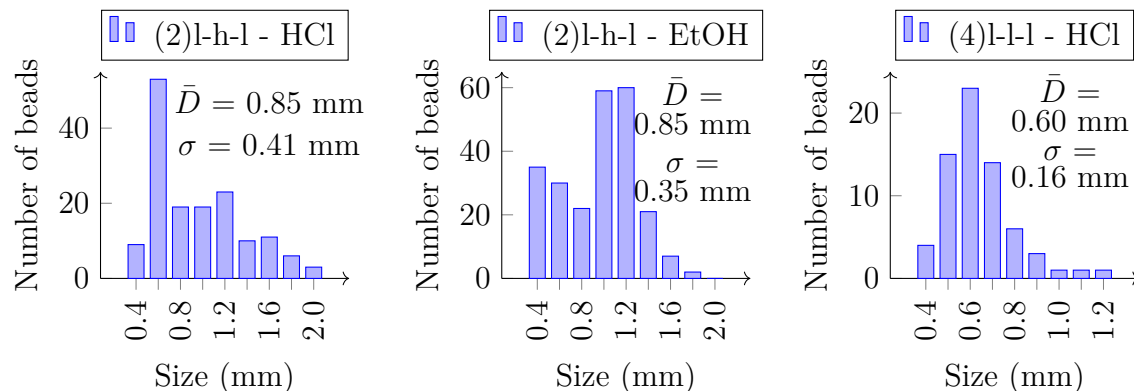 (2)l-h-l - HCl
Number of beads
D̄ = 0.85 mm
σ = 0.41 mm
40
20
0
0.4
0.8
1.2
1.6
2.0
Size (mm)
(2)l-h-l - EtOH
Number of beads
D̄ =
0.85 mm
σ =
0.35 mm
60
40
20
0
0.4
0.8
1.2
1.6
2.0
Size (mm)
(4)l-l-l - HCl
Number of beads
D̄ =
0.60 mm
σ =
0.16 mm
20
10
0
0.4
0.6
0.8
1.0
1.2
Size (mm)